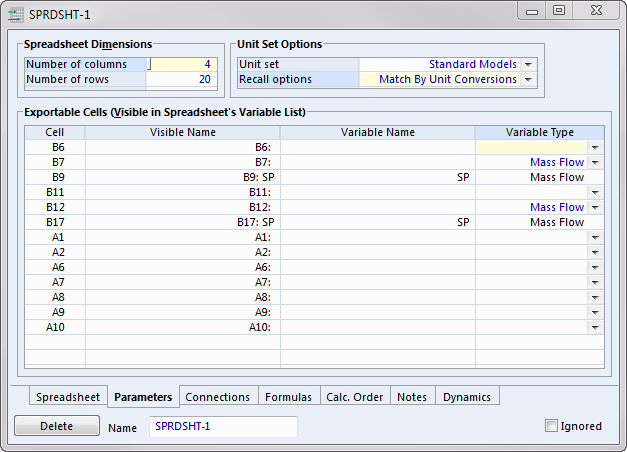 SPRDSHT-1
Spreadsheet Dimensions
Number of columns 4
Number of rows 20
Unit Set Options
Unit set Standard Models
Recall options Match By Unit Conversions
Exportable Cells (Visible in Spreadsheet's Variable List)
Cell Visible Name Variable Name Variable Type
B6 B6:
B7 B7: Mass Flow
B9 B9: SP SP Mass Flow
B11 B11:
B12 B12: Mass Flow
B17 B17: SP SP Mass Flow
A1 A1:
A2 A2:
A6 A6:
A7 A7:
A8 A8:
A9 A9:
A10 A10:
Spreadsheet Parameters Connections Formulas Calc. Order Notes Dynamics
Delete Name SPRDSHT-1 Ignored